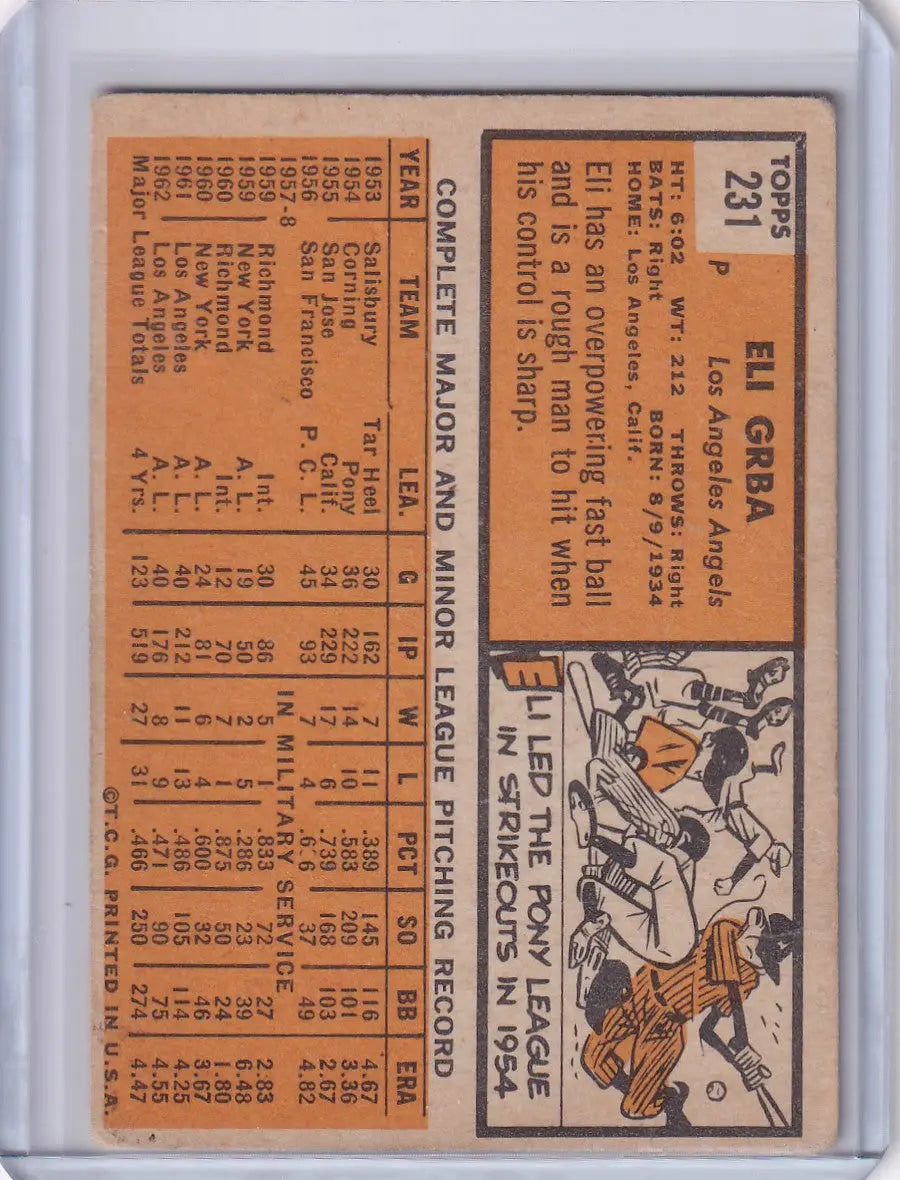 TOPPS
231
ELI GRBA
P Los Angeles Angels
HT: 6:02 WT: 212 THROWS: Right
BATS: Right BORN: 8/9/1934
HOME: Los Angeles, Calif.
Eli has an overpowering fast ball
and is a rough man to hit when
his control is sharp.
ELI LED THE PONY LEAGUE
IN STRIKEOUTS IN 1954
COMPLETE MAJOR AND MINOR LEAGUE PITCHING RECORD
YEAR TEAM LEA. G IP W L PCT SO BB ERA
1953 Salisbury Tar Heel 30 162 7 11 .389 145 116 4.67
1954 Corning Pony 36 222 14 10 .583 209 101 3.36
1955 San Jose Calif. 34 229 17 6 .739 168 103 2.67
1956 San Francisco P. C. L. 45 93 7 4 .6 6 37 49 4.82
1957-8 IN MILITARY SERVICE
1959 Richmond Int. 30 86 5 1 .833 72 27 2.83
1959 New York A. L. 19 50 2 5 .286 23 39 6.48
1960 Richmond Int. 12 70 7 1 .875 50 24 1.80
1960 New York A. L. 24 81 6 4 .600 32 46 3.67
1961 Los Angeles A. L. 40 212 11 13 .486 105 114 4.25
1962 Los Angeles A. L. 40 176 8 9 .471 90 75 4.55
Major League Totals 4 Yrs. 123 519 27 31 .466 250 274 4.47
©T.C.G. PRINTED IN U.S.A.